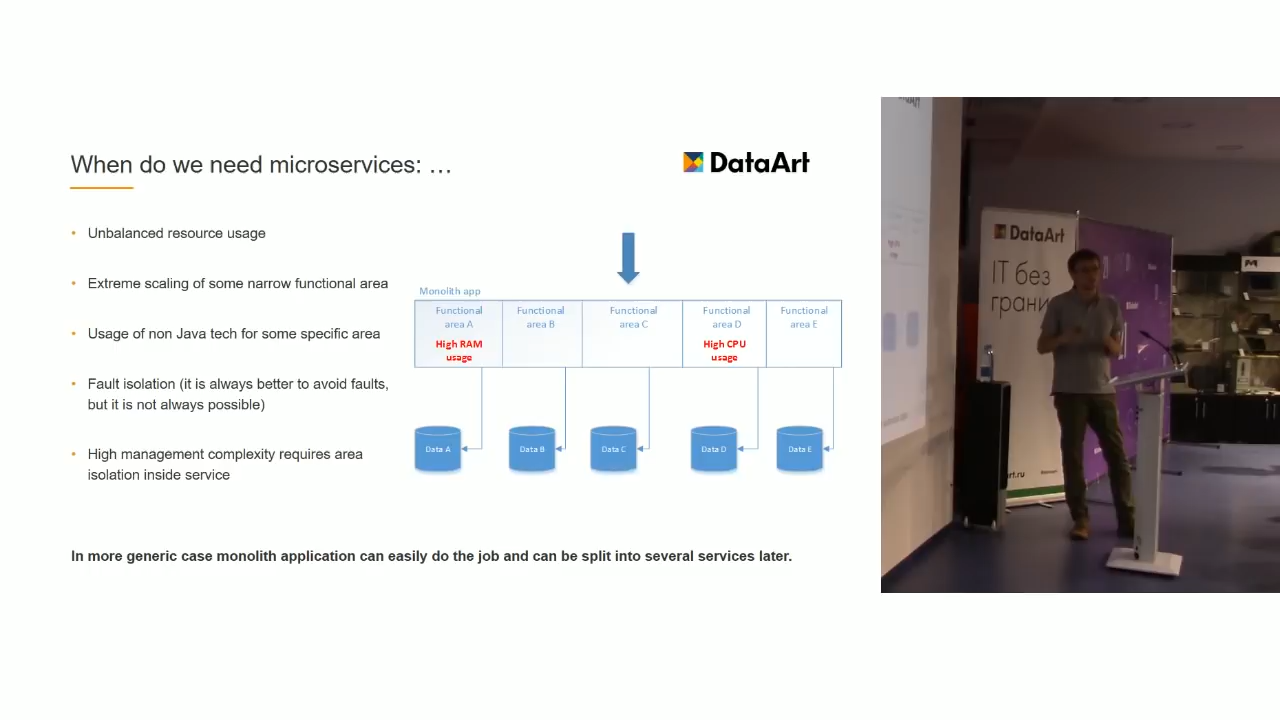 When do we need microservices: …
DataArt
• Unbalanced resource usage
• Extreme scaling of some narrow functional area
• Usage of non Java tech for some specific area
• Fault isolation (it is always better to avoid faults,
but it is not always possible)
• High management complexity requires area
isolation inside service
Monolith app
Functional
area A
High RAM
usage
Functional
area B
Functional
area C
Functional
area D
High CPU
usage
Functional
area E
Data A
Data B
Data C
Data D
Data E
In more generic case monolith application can easily do the job and can be split into several services later.
DataArt
IT без